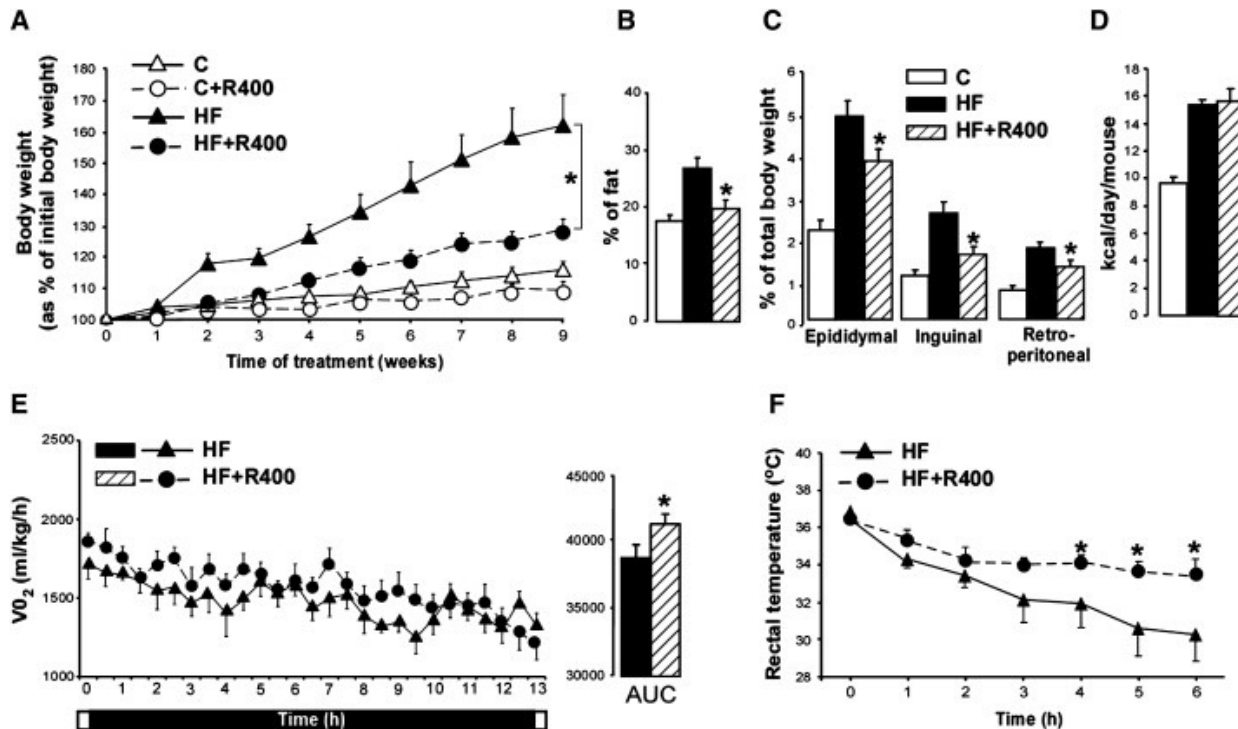 A
Body weight
(as % of initial body weight)
180
170
160
150
140
130
120
110
100
C
C+R400
HF
HF+R400
*
0 1 2 3 4 5 6 7 8 9
Time of treatment (weeks)
B
% of fat
40
30
20
10
0
*
C
% of total body weight
6
5
4
3
2
1
0
C
HF
HF+R400
* * *
Epididymal Inguinal Retro-
peritoneal
D
kcal/day/mouse
18
16
14
12
10
8
6
4
2
0
E
V0₂ (ml/kg/h)
2500
2000
1500
1000
HF
HF+R400
0 1 2 3 4 5 6 7 8 9 10 11 12 13
Time (h)
45000
40000
35000
30000
*
AUC
F
Rectal temperature (ºC)
40
38
36
34
32
30
28
HF
HF+R400
* * *
0 1 2 3 4 5 6
Time (h)